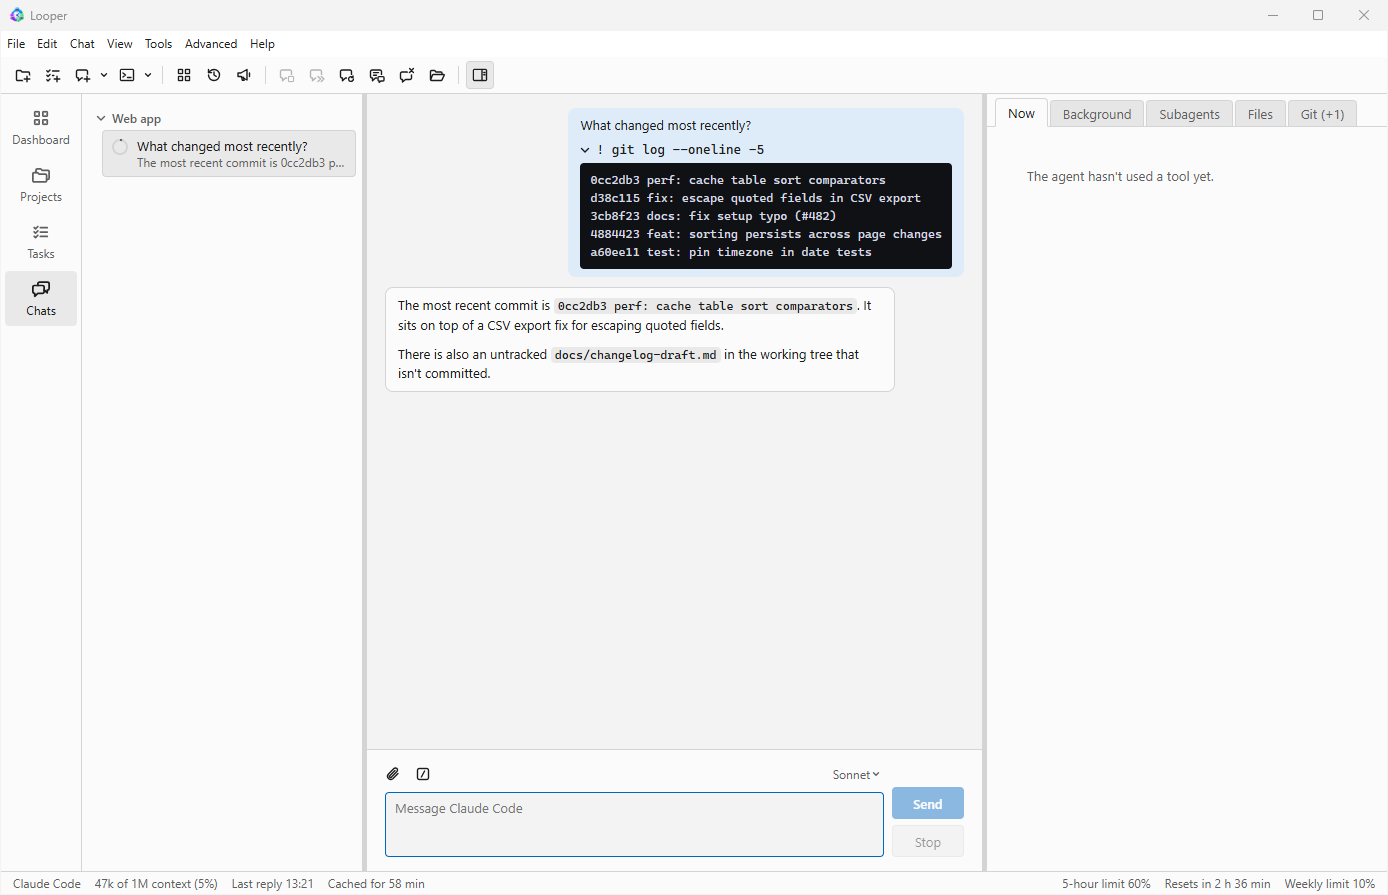 Looper
File Edit Chat View Tools Advanced Help
Dashboard
Projects
Tasks
Chats
Web app
What changed most recently?
The most recent commit is 0cc2db3 p...
What changed most recently?
! git log --oneline -5
0cc2db3 perf: cache table sort comparators
d38c115 fix: escape quoted fields in CSV export
3cb8f23 docs: fix setup typo (#482)
4884423 feat: sorting persists across page changes
a60ee11 test: pin timezone in date tests
The most recent commit is 0cc2db3 perf: cache table sort comparators. It
sits on top of a CSV export fix for escaping quoted fields.
There is also an untracked docs/changelog-draft.md in the working tree that
isn't committed.
Sonnet
Message Claude Code
Send
Stop
Now Background Subagents Files Git (+1)
The agent hasn't used a tool yet.
Claude Code 47k of 1M context (5%) Last reply 13:21 Cached for 58 min 5-hour limit 60% Resets in 2 h 36 min Weekly limit 10%